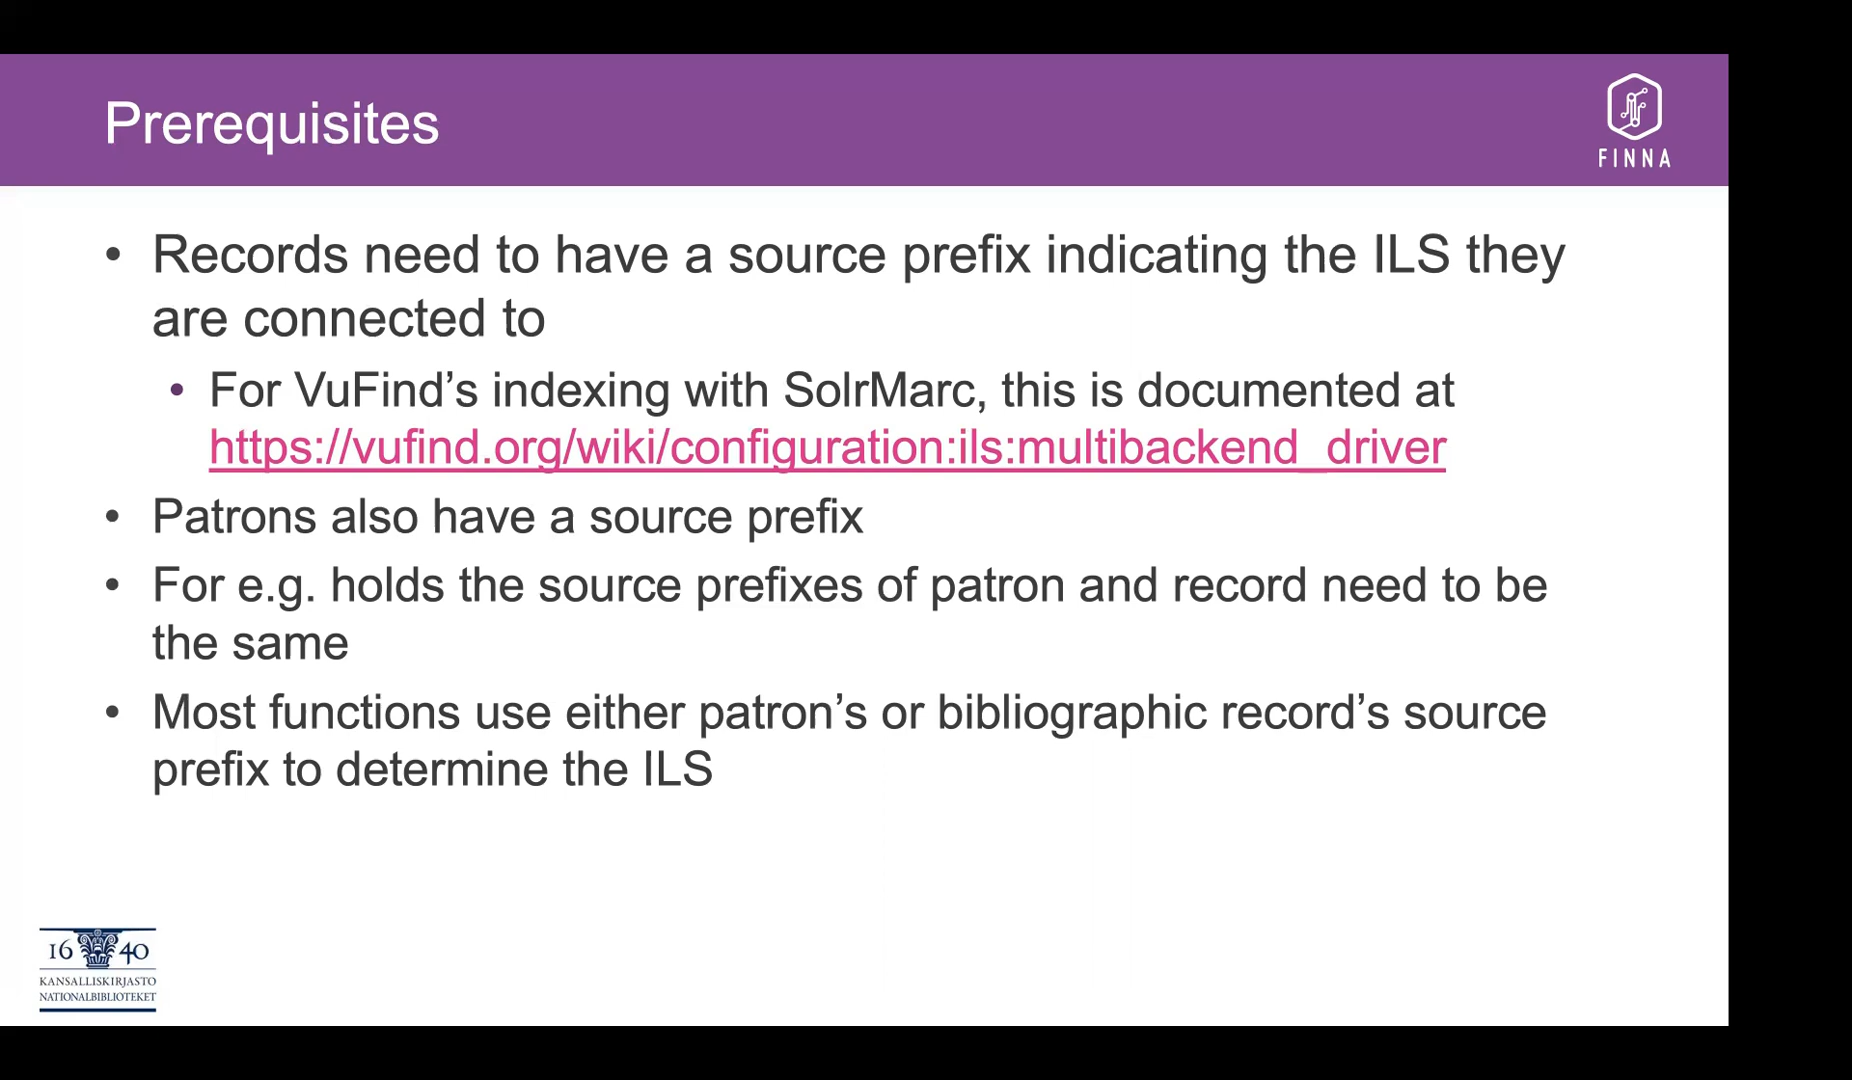 Prerequisites
FINNA
• Records need to have a source prefix indicating the ILS they
are connected to
• For VuFind’s indexing with SolrMarc, this is documented at
https://vufind.org/wiki/configuration:ils:multibackend_driver
• Patrons also have a source prefix
• For e.g. holds the source prefixes of patron and record need to be
the same
• Most functions use either patron’s or bibliographic record’s source
prefix to determine the ILS
16 40
KANSALLISKIRJASTO
NATIONALBIBLIOTEKET